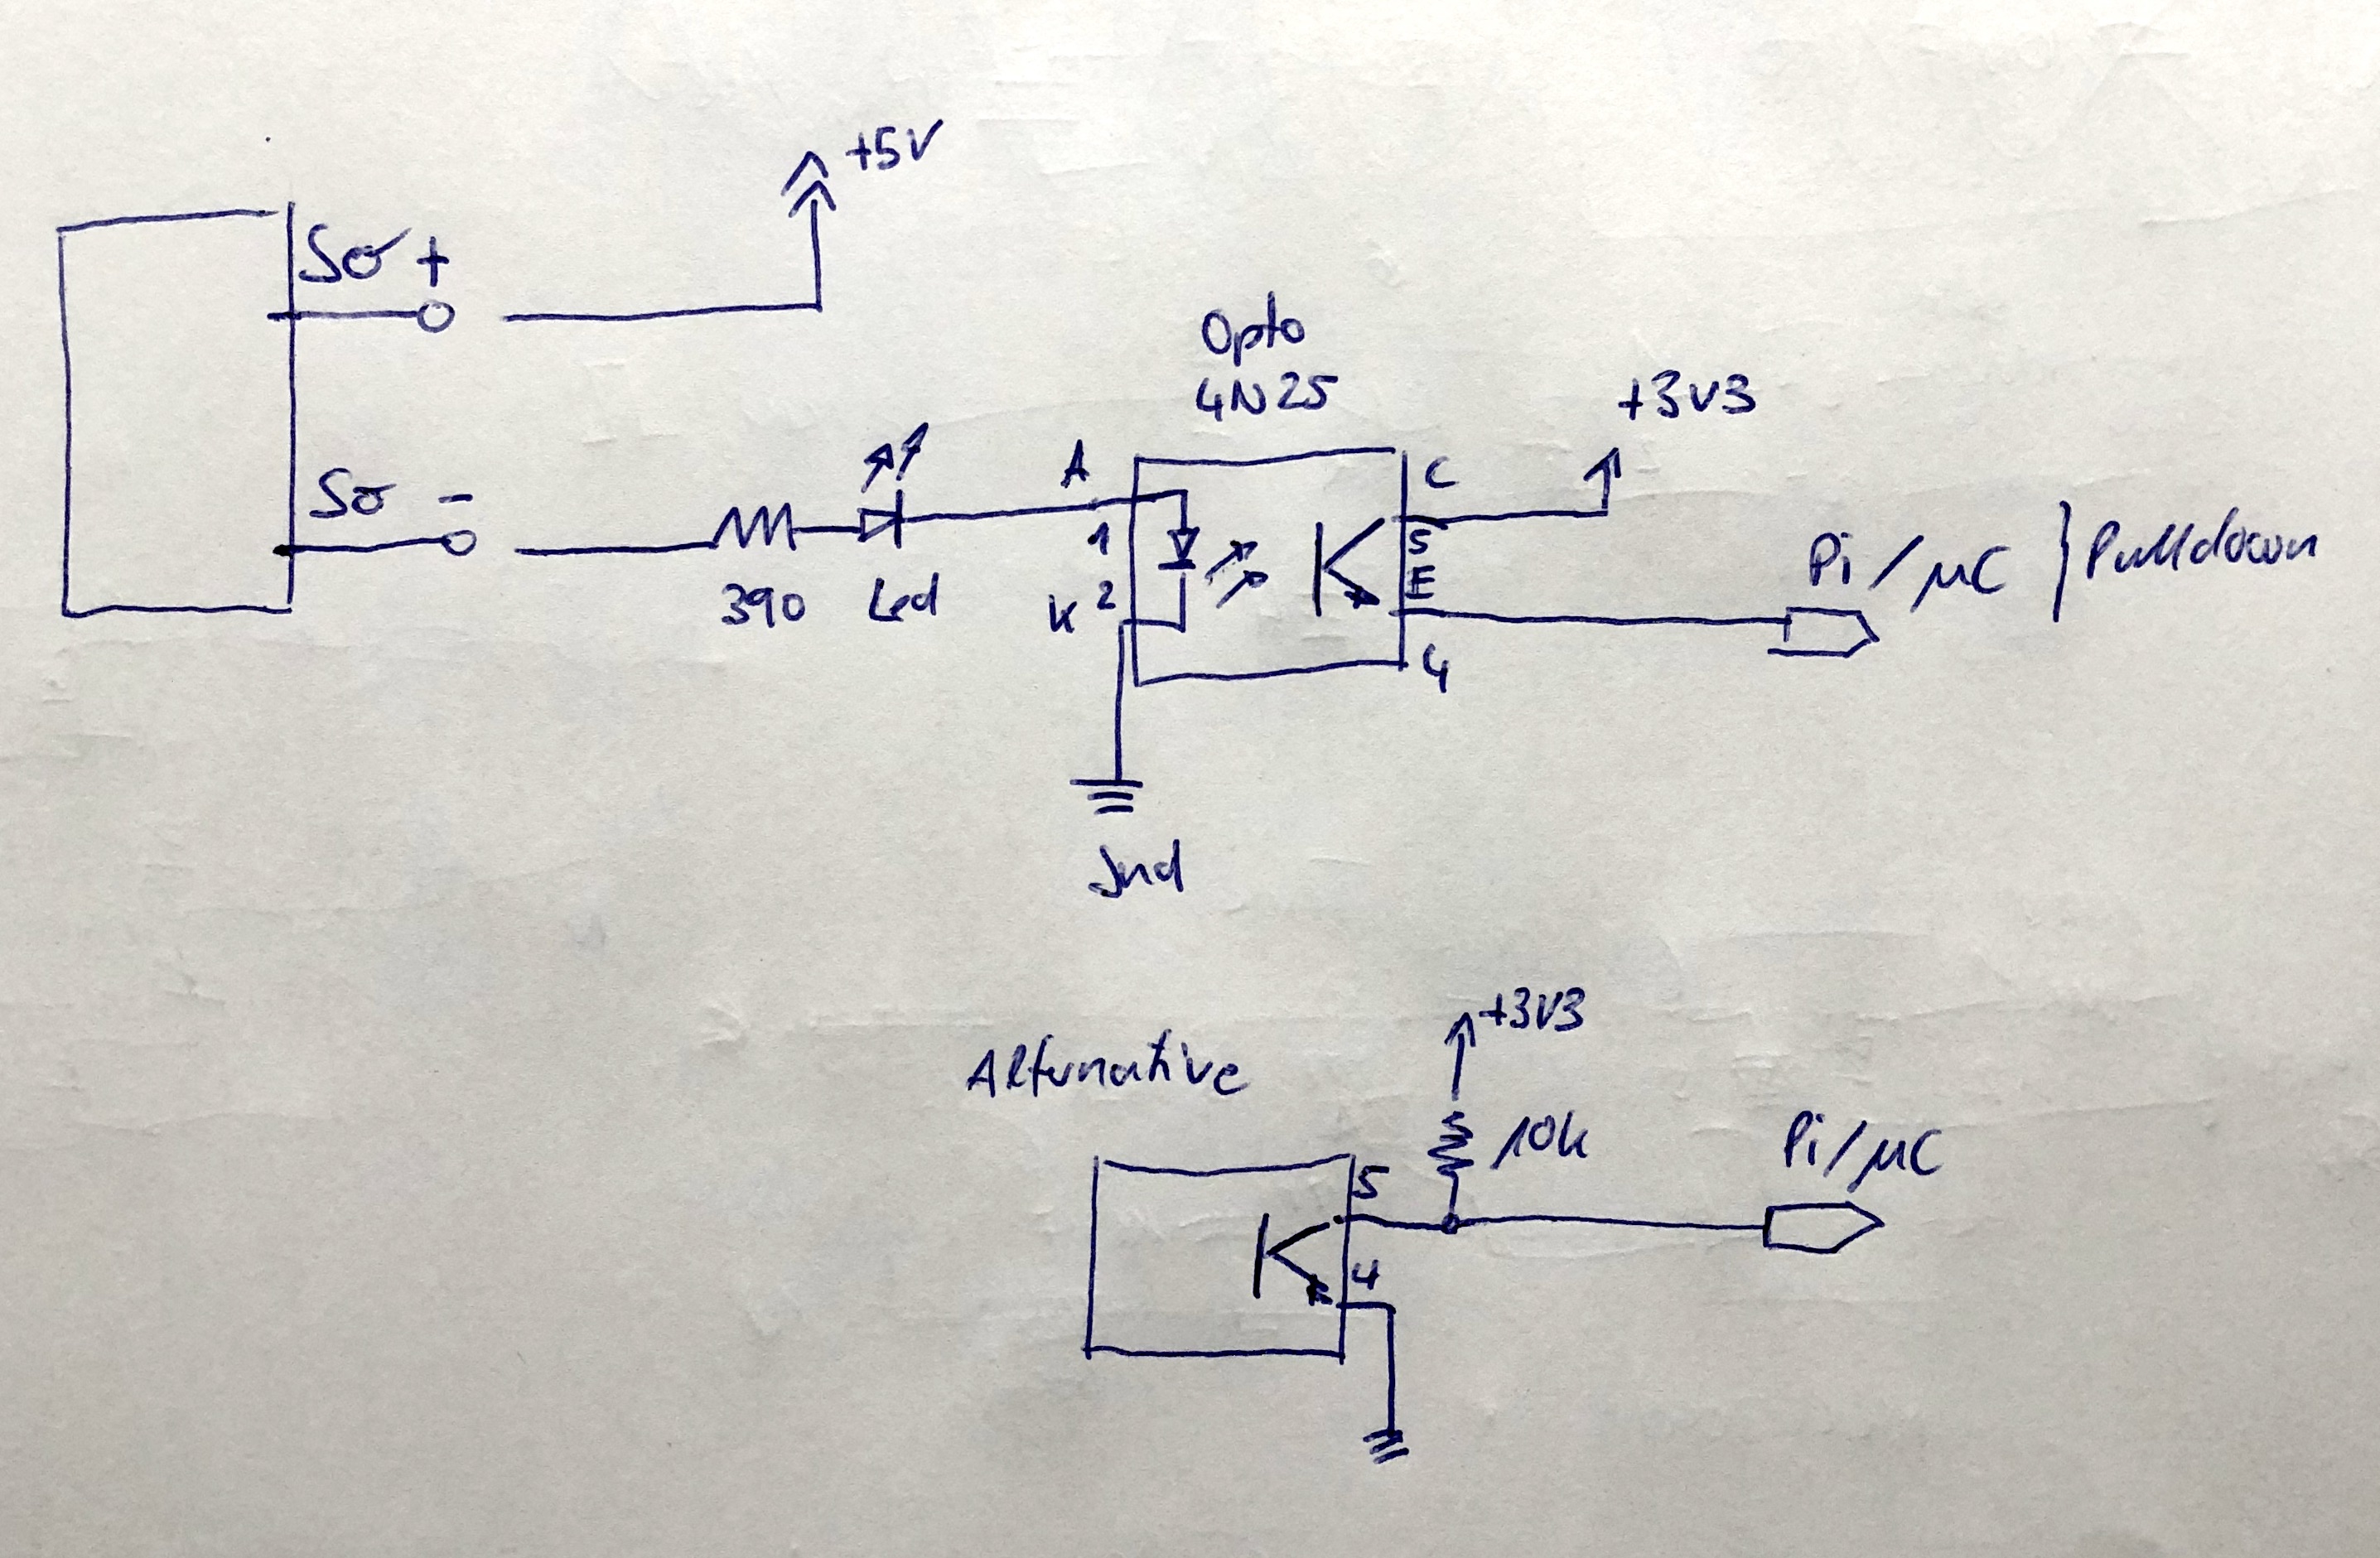 +5V
S0 +
Opto
4N25
+3V3
S0 -
A
C
1
5
Pi/µC } Pulldown
390
Led
K
2
E
4
Gnd
+3V3
Alternative
10k
Pi/µC
5
4